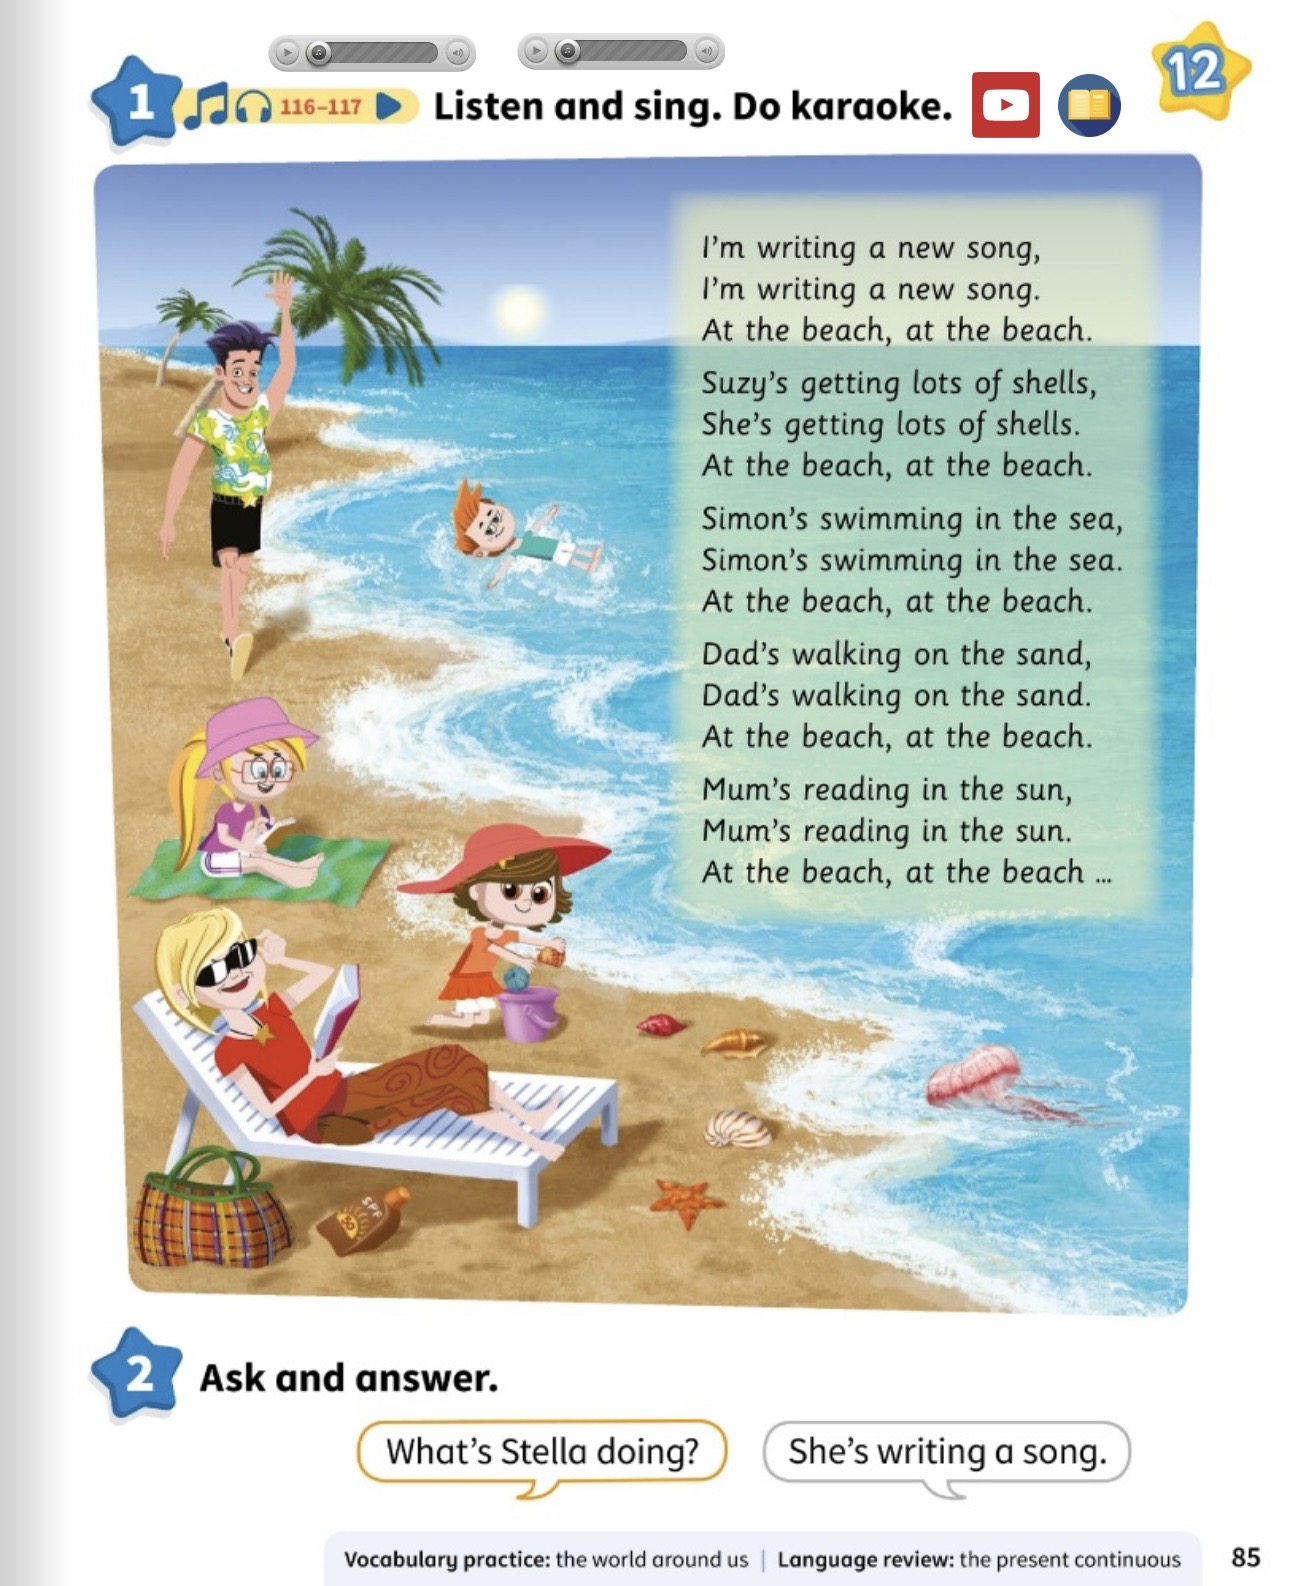 12
1
116–117
Listen and sing. Do karaoke.
I'm writing a new song,
I'm writing a new song.
At the beach, at the beach.
Suzy's getting lots of shells,
She's getting lots of shells.
At the beach, at the beach.
Simon's swimming in the sea,
Simon's swimming in the sea.
At the beach, at the beach.
Dad's walking on the sand,
Dad's walking on the sand.
At the beach, at the beach.
Mum's reading in the sun,
Mum's reading in the sun.
At the beach, at the beach ...
SPF
50
2
Ask and answer.
What's Stella doing?
She's writing a song.
Vocabulary practice: the world around us | Language review: the present continuous
85